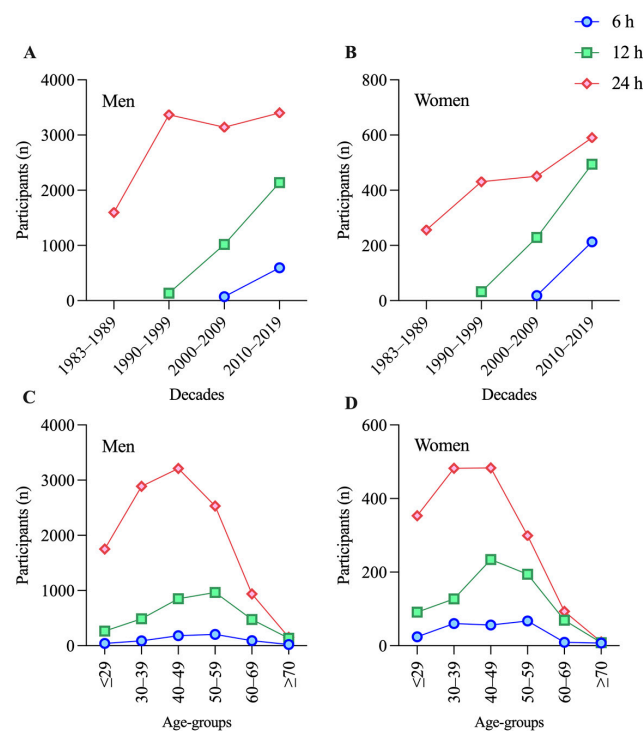 6 h
12 h
24 h
A
Men
Participants (n)
4000
3000
2000
1000
0
1983–1989
1990–1999
2000–2009
2010–2019
Decades
B
Women
Participants (n)
800
600
400
200
0
1983–1989
1990–1999
2000–2009
2010–2019
Decades
C
Men
Participants (n)
4000
3000
2000
1000
0
≤29
30–39
40–49
50–59
60–69
≥70
Age-groups
D
Women
Participants (n)
600
400
200
0
≤29
30–39
40–49
50–59
60–69
≥70
Age-groups